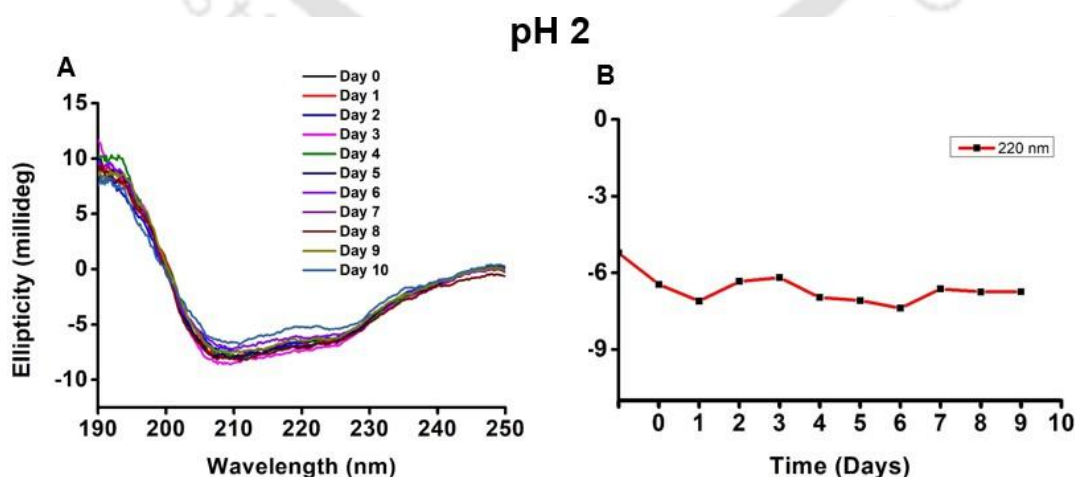 pH 2
A
Day 0
Day 1
Day 2
Day 3
Day 4
Day 5
Day 6
Day 7
Day 8
Day 9
Day 10
15
10
5
0
-5
-10
190 200 210 220 230 240 250
Ellipticity (millideg)
Wavelength (nm)
B
220 nm
0
-3
-6
-9
0 1 2 3 4 5 6 7 8 9 10
Time (Days)